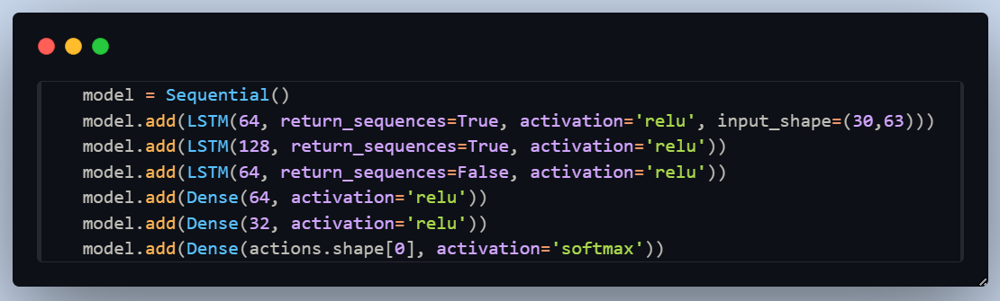 model = Sequential()
model.add(LSTM(64, return_sequences=True, activation='relu', input_shape=(30,63)))
model.add(LSTM(128, return_sequences=True, activation='relu'))
model.add(LSTM(64, return_sequences=False, activation='relu'))
model.add(Dense(64, activation='relu'))
model.add(Dense(32, activation='relu'))
model.add(Dense(actions.shape[0], activation='softmax'))